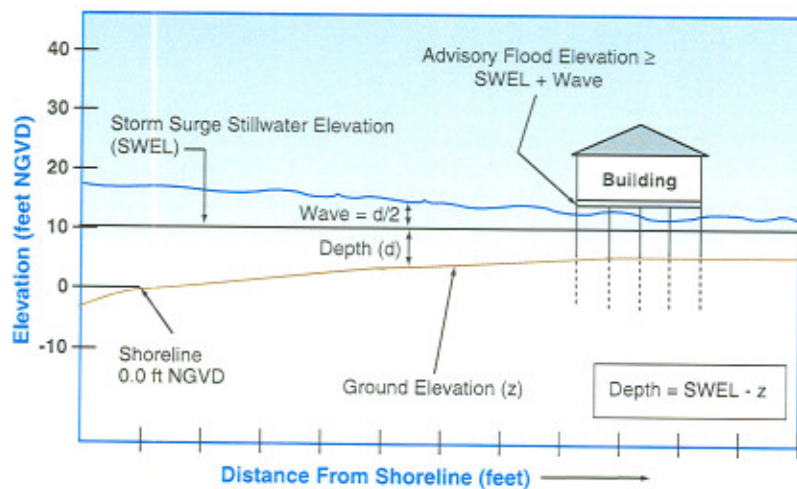 Elevation (feet NGVD)
40
30
20
10
0
-10
Advisory Flood Elevation ≥
SWEL + Wave
Storm Surge Stillwater Elevation
(SWEL)
Building
Wave = d/2
Depth (d)
Shoreline
0.0 ft NGVD
Ground Elevation (z)
Depth = SWEL - z
Distance From Shoreline (feet)